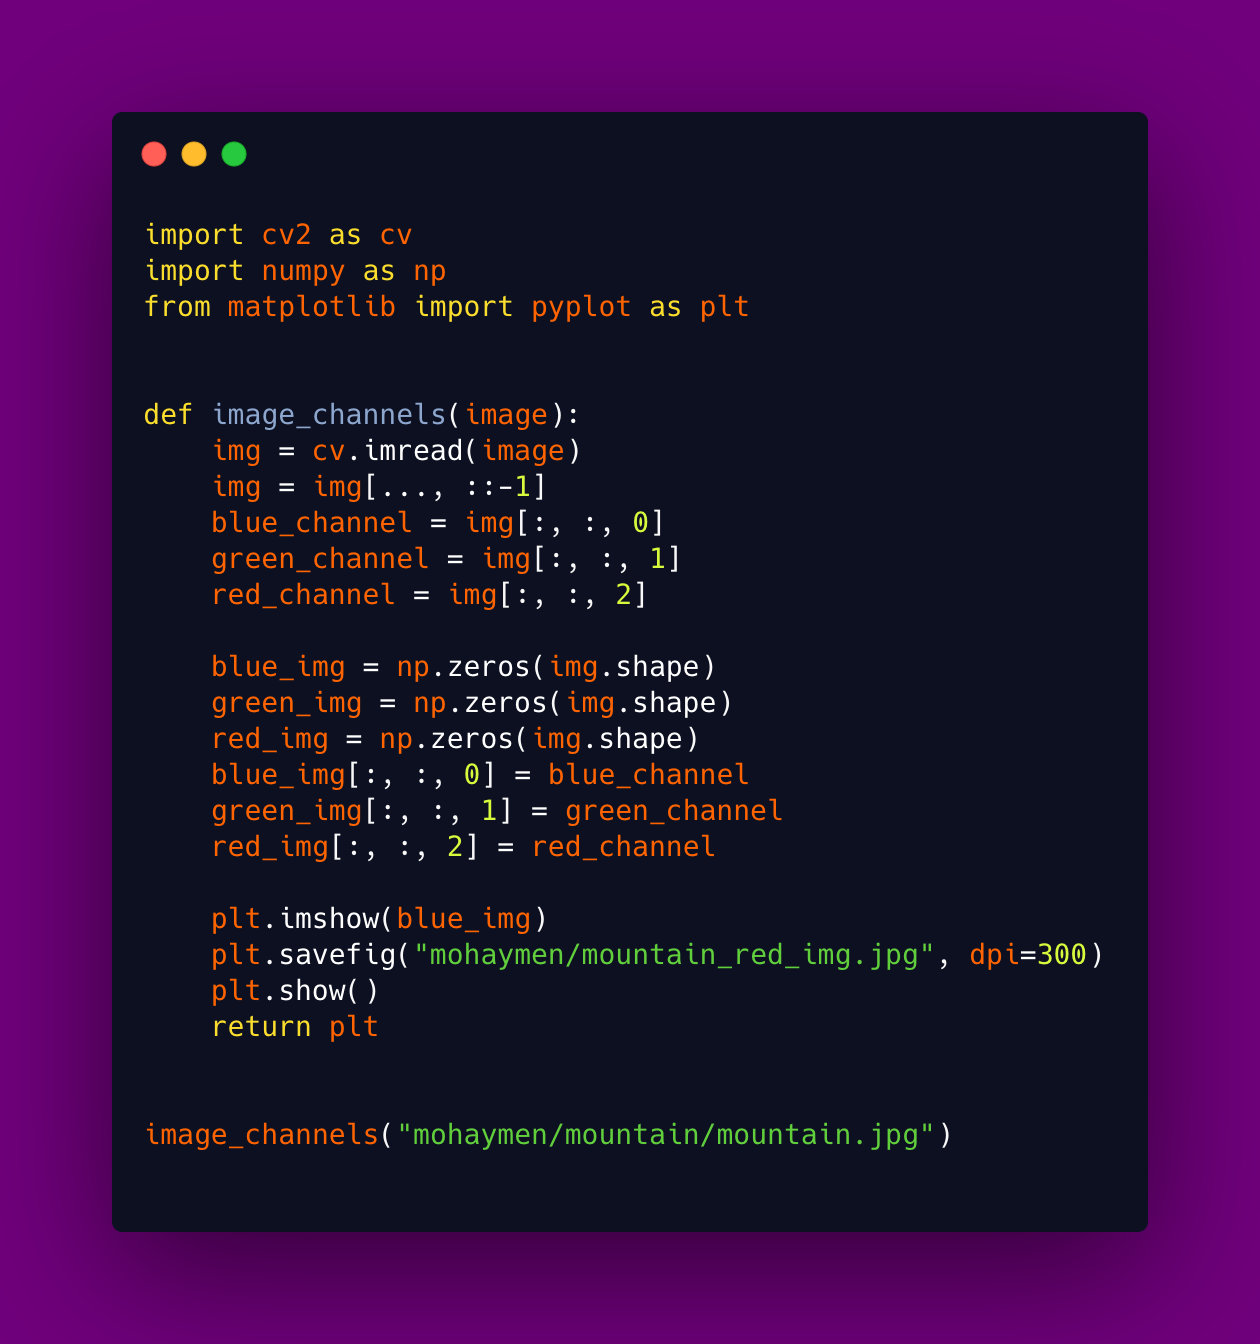 import cv2 as cv
import numpy as np
from matplotlib import pyplot as plt
def image_channels(image):
    img = cv.imread(image)
    img = img[..., ::-1]
    blue_channel = img[:, :, 0]
    green_channel = img[:, :, 1]
    red_channel = img[:, :, 2]
    blue_img = np.zeros(img.shape)
    green_img = np.zeros(img.shape)
    red_img = np.zeros(img.shape)
    blue_img[:, :, 0] = blue_channel
    green_img[:, :, 1] = green_channel
    red_img[:, :, 2] = red_channel
    plt.imshow(blue_img)
    plt.savefig("mohaymen/mountain_red_img.jpg", dpi=300)
    plt.show()
    return plt
image_channels("mohaymen/mountain/mountain.jpg")